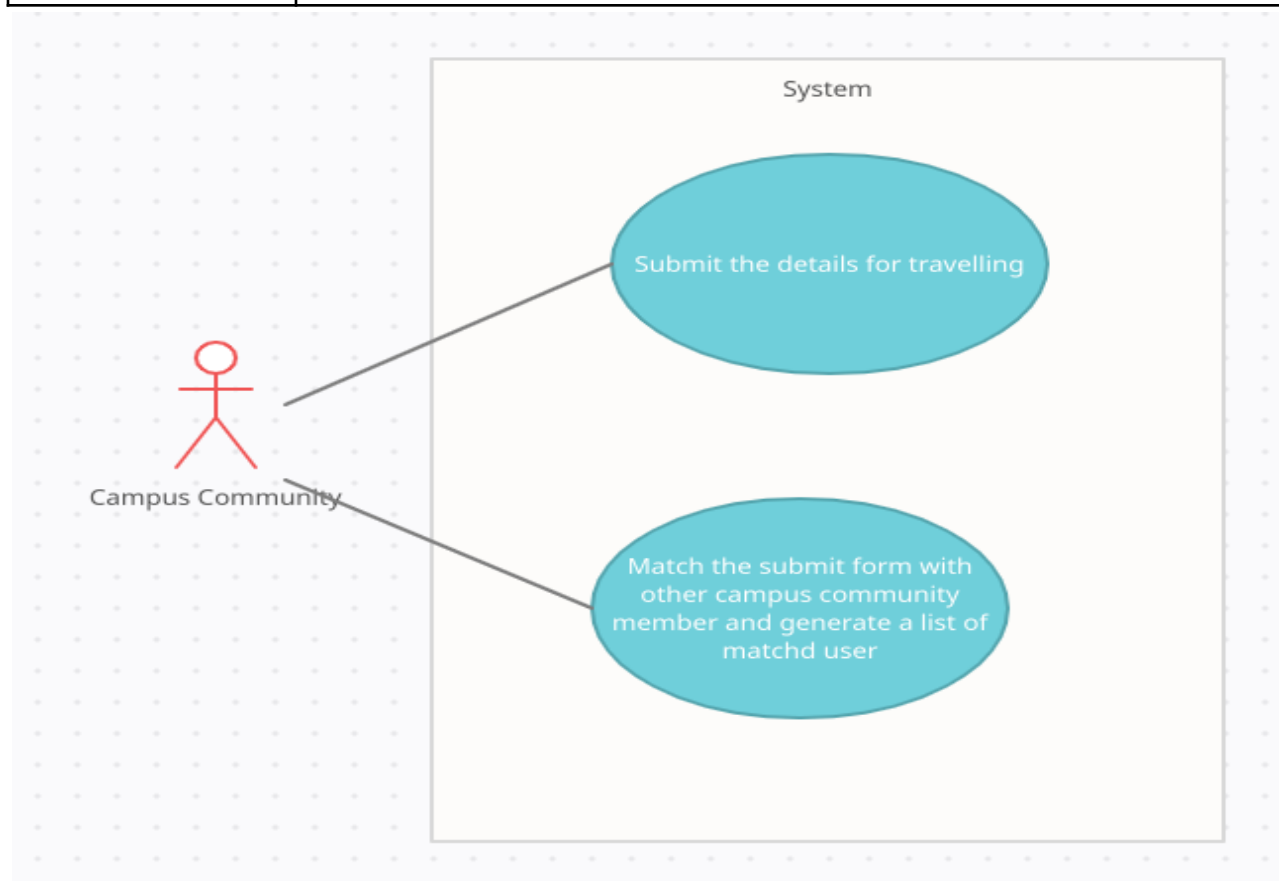 System
Submit the details for travelling
Campus Community
Match the submit form with
other campus community
member and generate a list of
matchd user